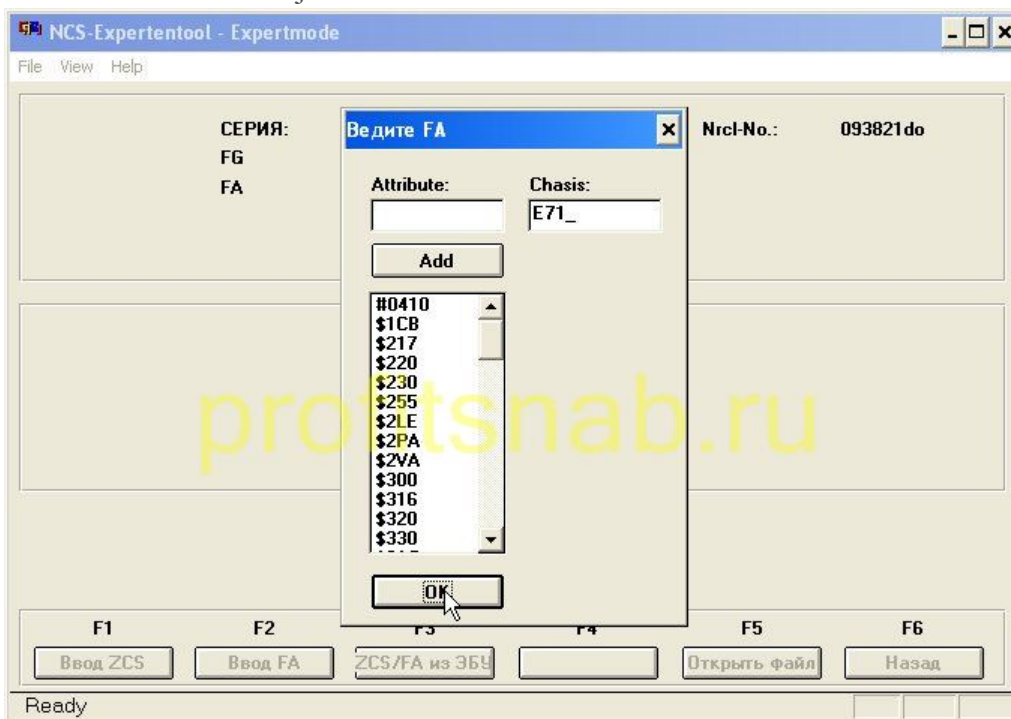 NCS-Expertentool - Expertmode
File View Help
СЕРИЯ:
FG
FA
Nrcl-No.: 093821do
Ведите FA
Attribute: Chasis:
E71_
Add
#0410
$1CB
$217
$220
$230
$255
$2LE
$2PA
$2VA
$300
$316
$320
$330
OK
profitsnab.ru
F1 F2 F3 F4 F5 F6
Ввод ZCS Ввод FA ZCS/FA из ЭБУ Открыть файл Назад
Ready